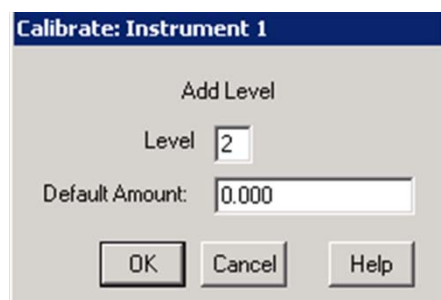 Calibrate: Instrument 1
Add Level
Level 2
Default Amount: 0.000
OK Cancel Help